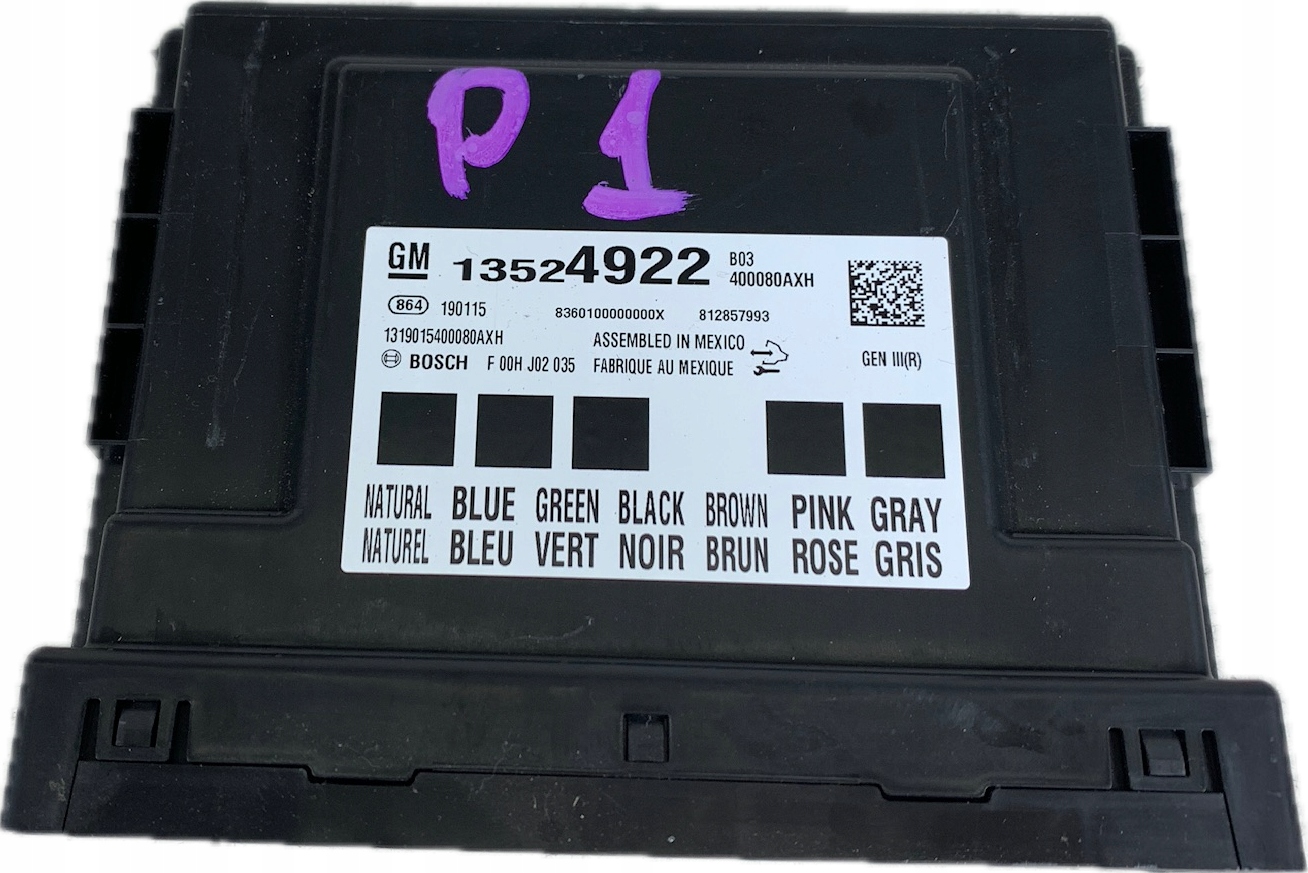 P 1
GM 13524922 B03
400080AXH
864 190115 8360100000000X 812857993
1319015400080AXH ASSEMBLED IN MEXICO
BOSCH F 00H J02 035 FABRIQUE AU MEXIQUE GEN III(R)
NATURAL BLUE GREEN BLACK BROWN PINK GRAY
NATUREL BLEU VERT NOIR BRUN ROSE GRIS